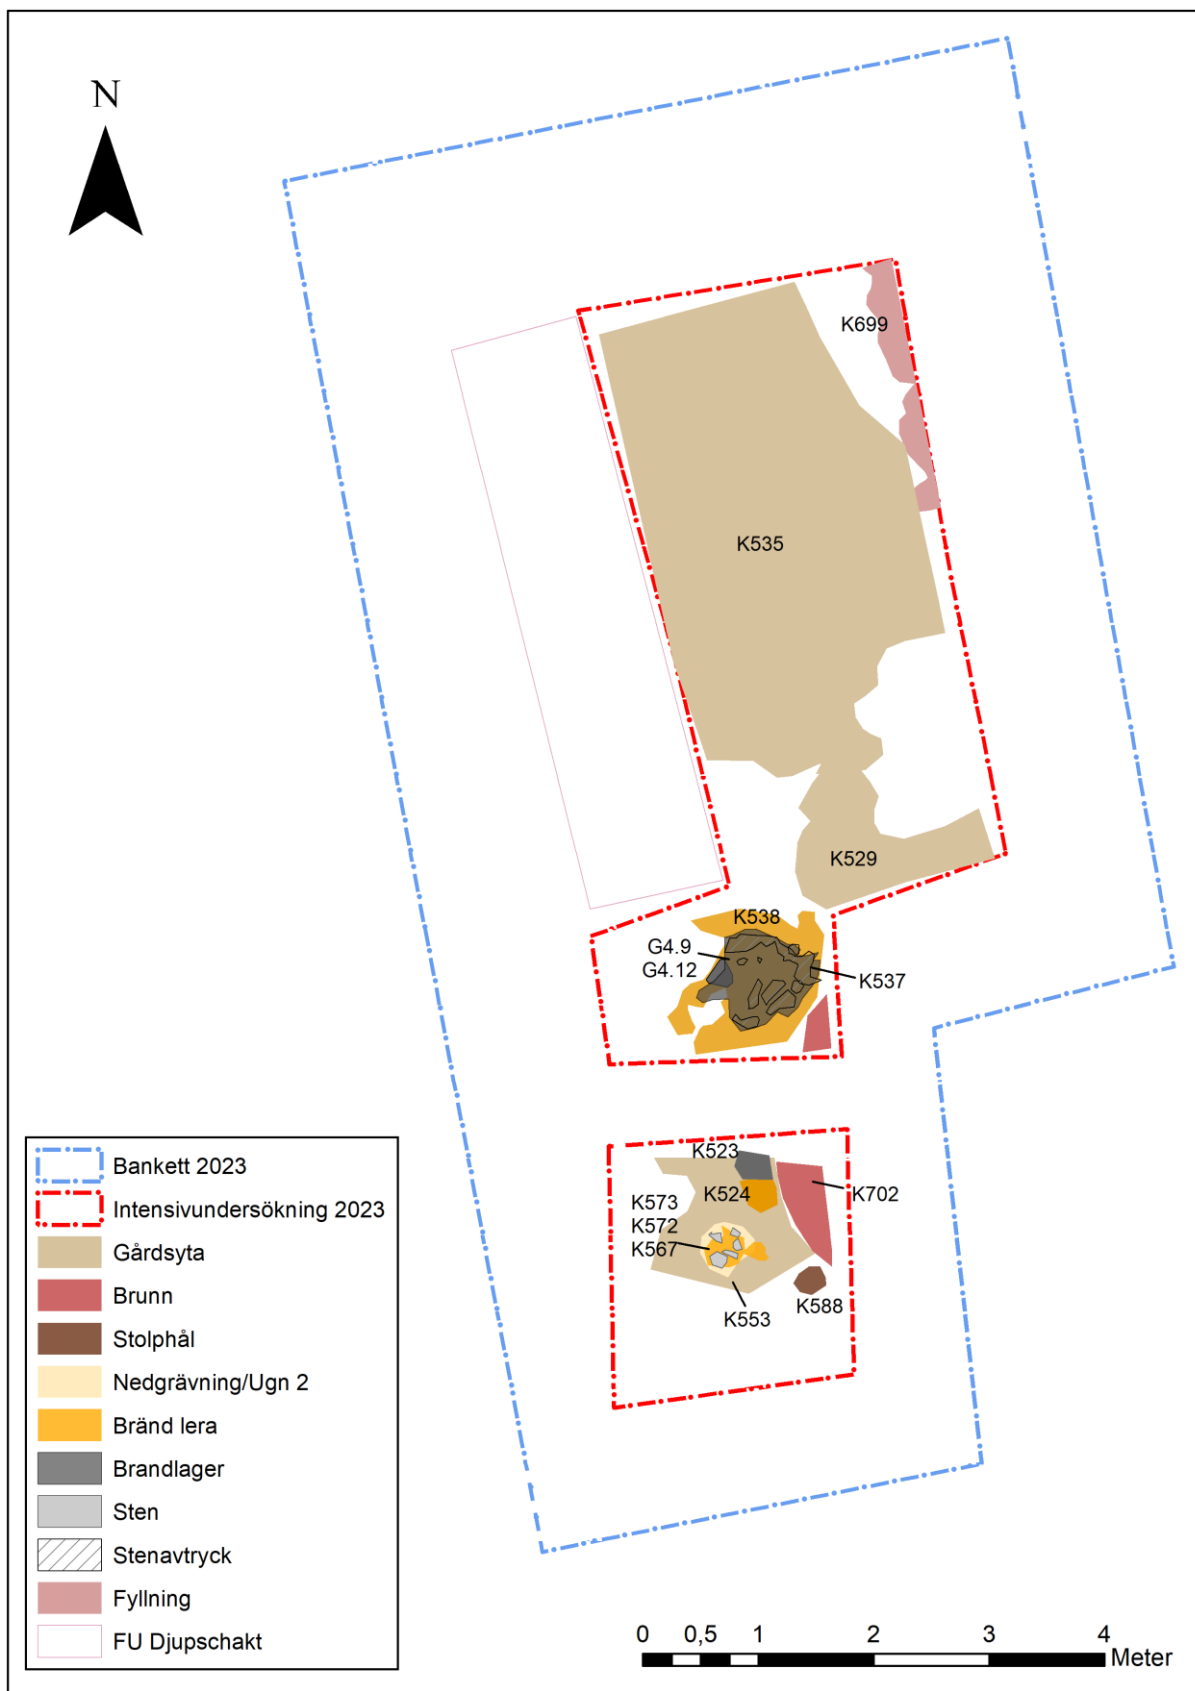 N
K699
K535
K529
K538
G4.9
G4.12
K537
K523
K524
K573
K572
K567
K702
K553
K588
Bankett 2023
Intensivundersökning 2023
Gårdsyta
Brunn
Stolphål
Nedgrävning/Ugn 2
Bränd lera
Brandlager
Sten
Stenavtryck
Fyllning
FU Djupschakt
0 0,5 1 2 3 4
Meter